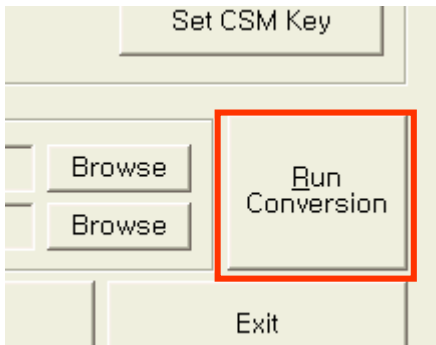 Set CSM Key
Browse
Run
Conversion
Browse
Exit